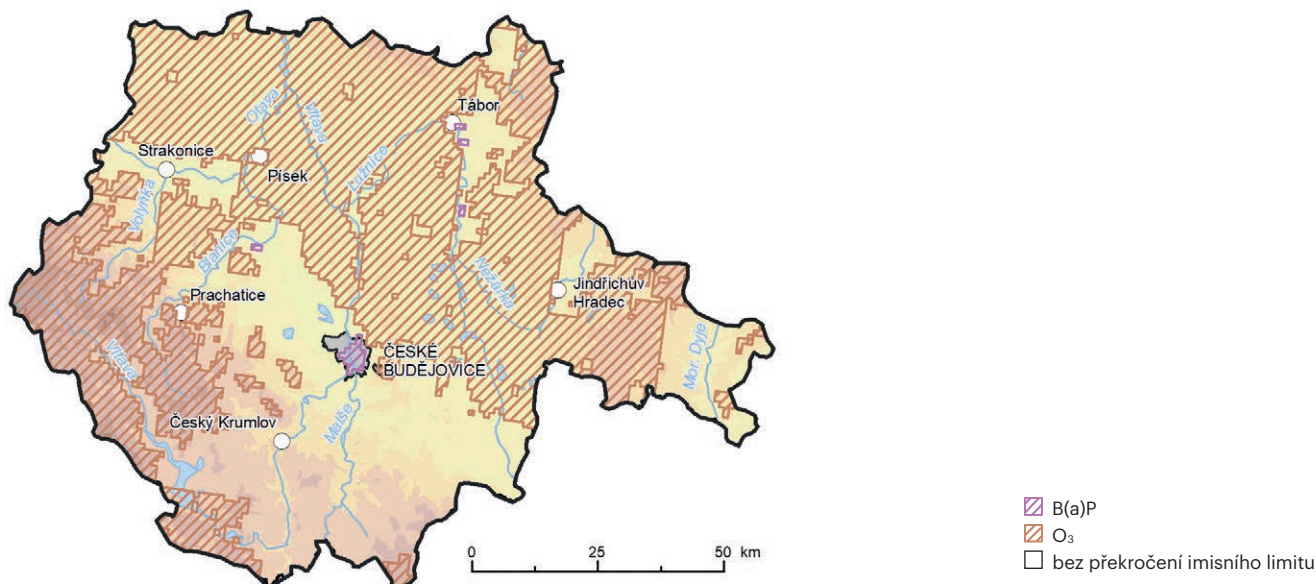 Tábor
Otava
Vltava
Lužnice
Strakonice
Písek
Volyňka
Blanice
Nežárka
Jindřichův
Hradec
Prachatice
Vltava
ČESKÉ
BUDĚJOVICE
Mor. Dyje
Český Krumlov
Malše
0 25 50 km
B(a)P
O₃
bez překročení imisního limitu